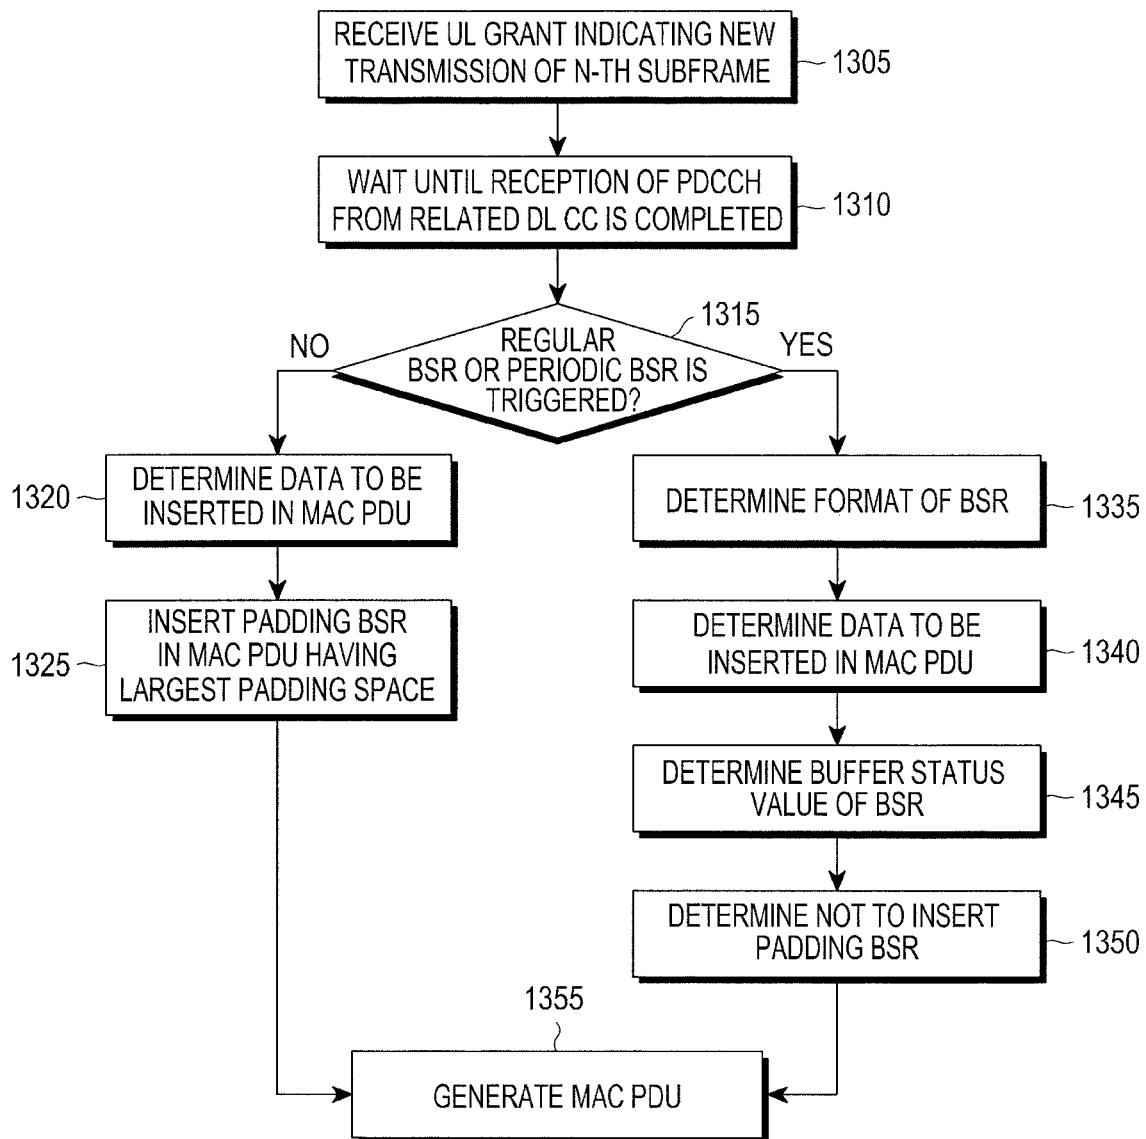 RECEIVE UL GRANT INDICATING NEW
TRANSMISSION OF N-TH SUBFRAME
1305
WAIT UNTIL RECEPTION OF PDCCH
FROM RELATED DL CC IS COMPLETED
1310
1315
NO
REGULAR
BSR OR PERIODIC BSR IS
TRIGGERED?
YES
1320
DETERMINE DATA TO BE
INSERTED IN MAC PDU
DETERMINE FORMAT OF BSR
1335
1325
INSERT PADDING BSR
IN MAC PDU HAVING
LARGEST PADDING SPACE
DETERMINE DATA TO BE
INSERTED IN MAC PDU
1340
DETERMINE BUFFER STATUS
VALUE OF BSR
1345
DETERMINE NOT TO INSERT
PADDING BSR
1350
1355
GENERATE MAC PDU